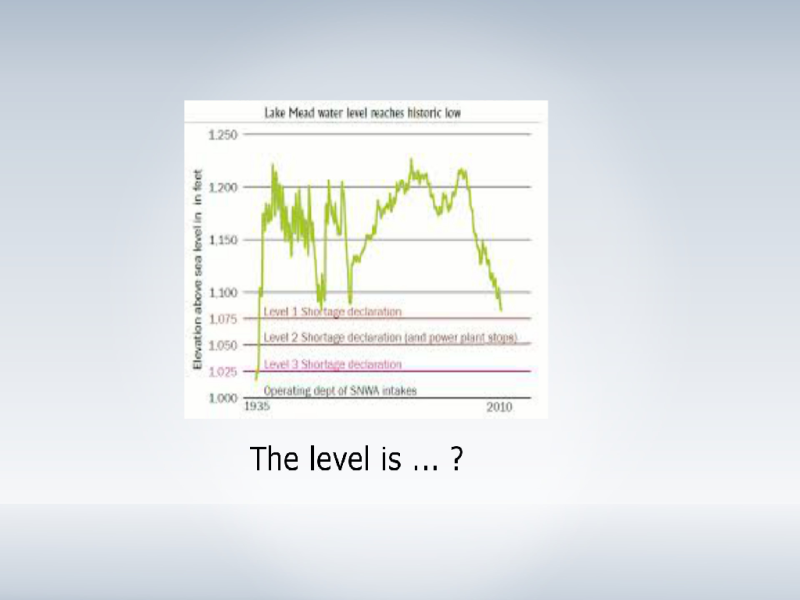 Lake Mead water level reaches historic low
1,250
1,200
1,150
1,100
Level 1 Shortage declaration
1,075
Level 2 Shortage declaration (and power plant stops)
1,050
Level 3 Shortage declaration
1,025
Operating dept of SNWA intakes
1,000
1935 2010
Elevation above sea level in in feet
The level is ... ?